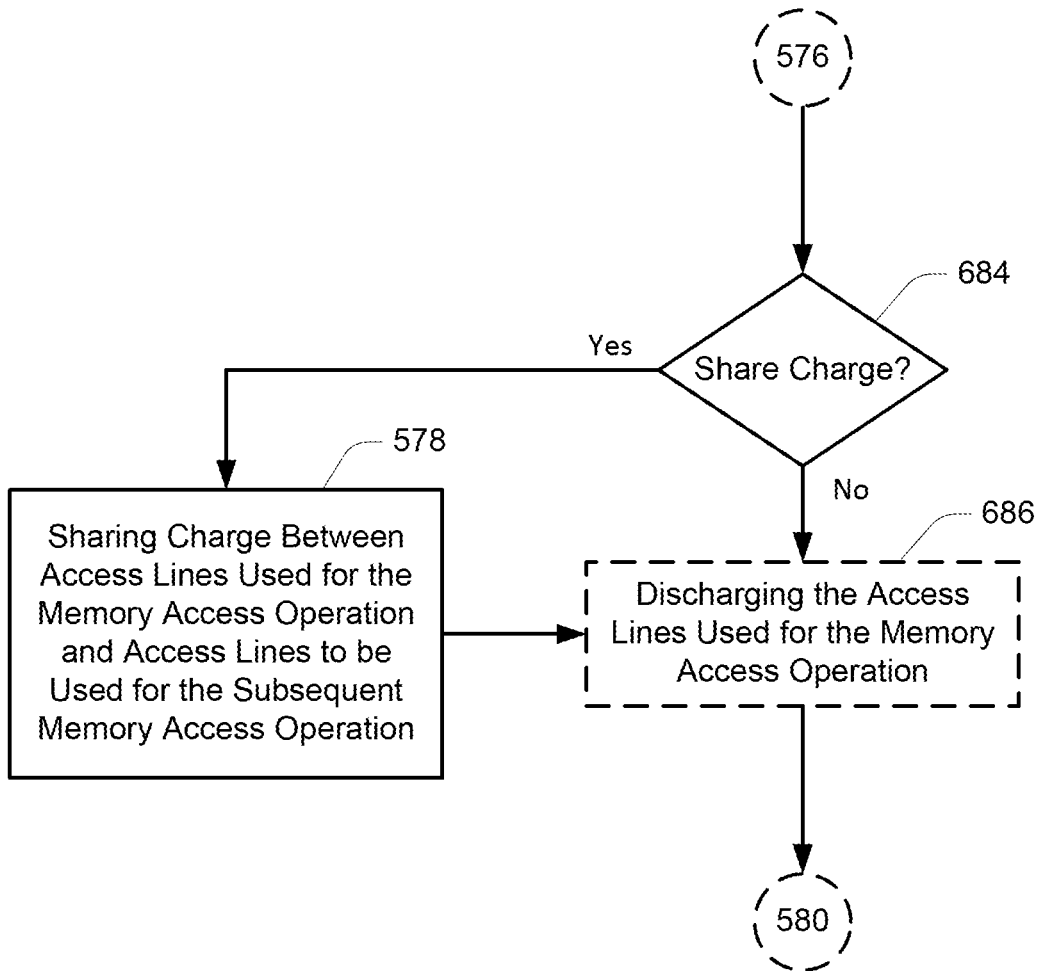 576
684
Share Charge?
Yes
No
578
Sharing Charge Between
Access Lines Used for the
Memory Access Operation
and Access Lines to be
Used for the Subsequent
Memory Access Operation
686
Discharging the Access
Lines Used for the Memory
Access Operation
580